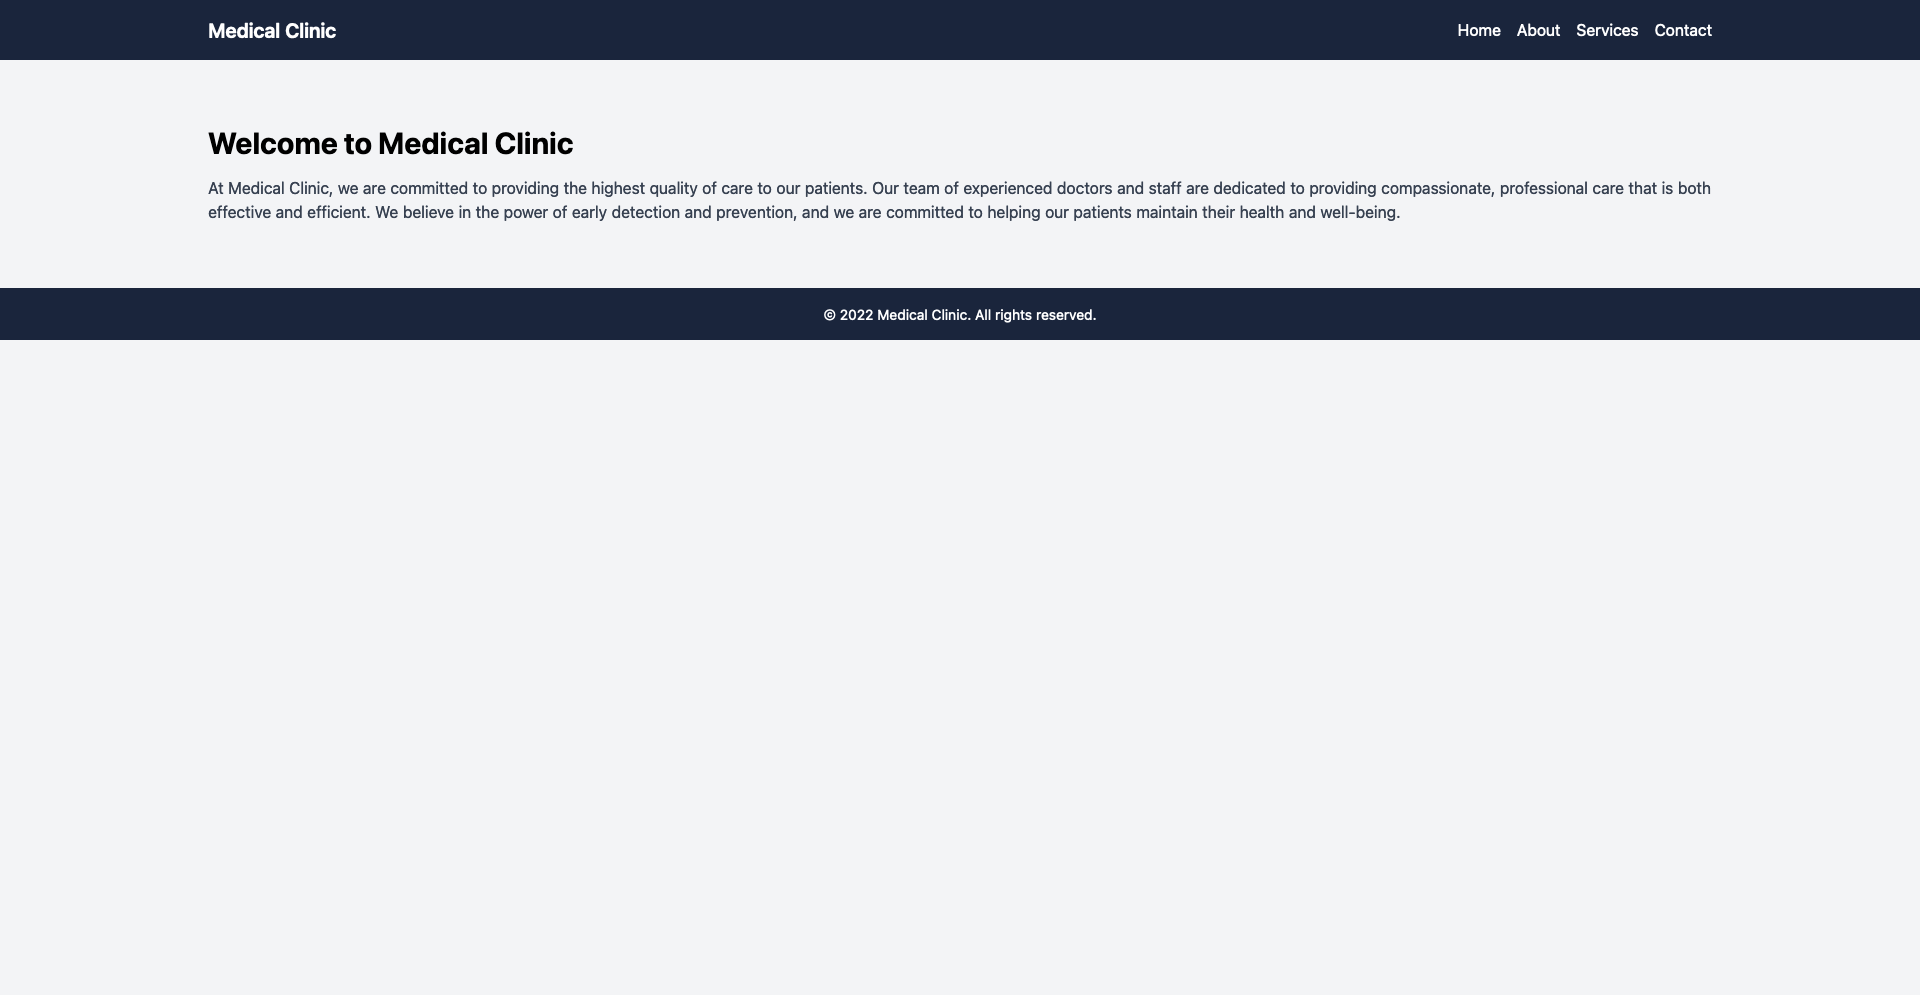 Medical Clinic
Home About Services Contact
Welcome to Medical Clinic
At Medical Clinic, we are committed to providing the highest quality of care to our patients. Our team of experienced doctors and staff are dedicated to providing compassionate, professional care that is both
effective and efficient. We believe in the power of early detection and prevention, and we are committed to helping our patients maintain their health and well-being.
© 2022 Medical Clinic. All rights reserved.